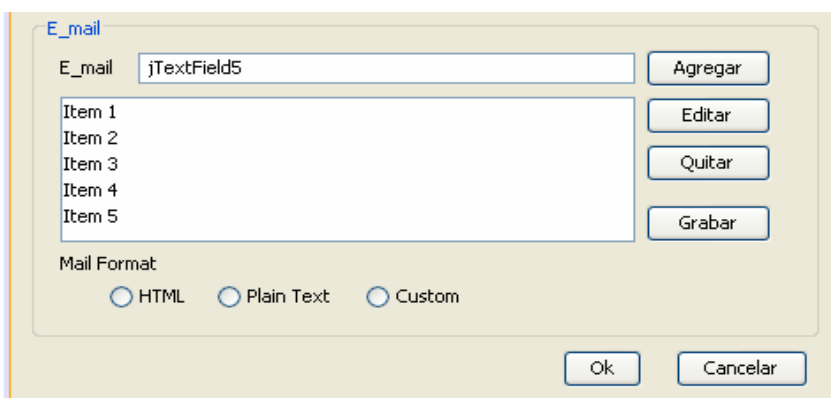 E_mail
E_mail jTextField5 Agregar
Item 1 Editar
Item 2
Item 3 Quitar
Item 4
Item 5 Grabar
Mail Format
HTML Plain Text Custom
Ok Cancelar